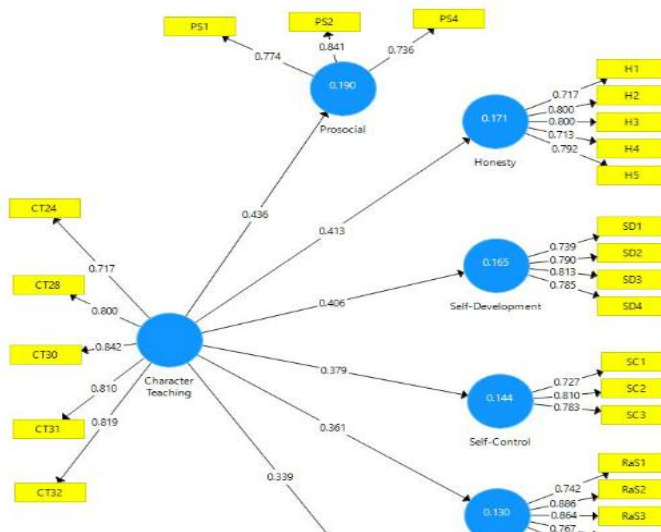 PS1
PS2
PS4
0.774
0.841
0.736
0.190
Prosocial
H1
H2
H3
H4
H5
0.717
0.800
0.800
0.713
0.792
0.171
Honesty
CT24
CT28
CT30
CT31
CT32
0.717
0.800
0.842
0.810
0.819
Character
Teaching
0.436
0.413
0.406
0.379
0.361
0.339
SD1
SD2
SD3
SD4
0.739
0.790
0.813
0.785
0.165
Self-Development
SC1
SC2
SC3
0.727
0.810
0.783
0.144
Self-Control
RaS1
RaS2
RaS3
0.742
0.886
0.864
0.767
0.130